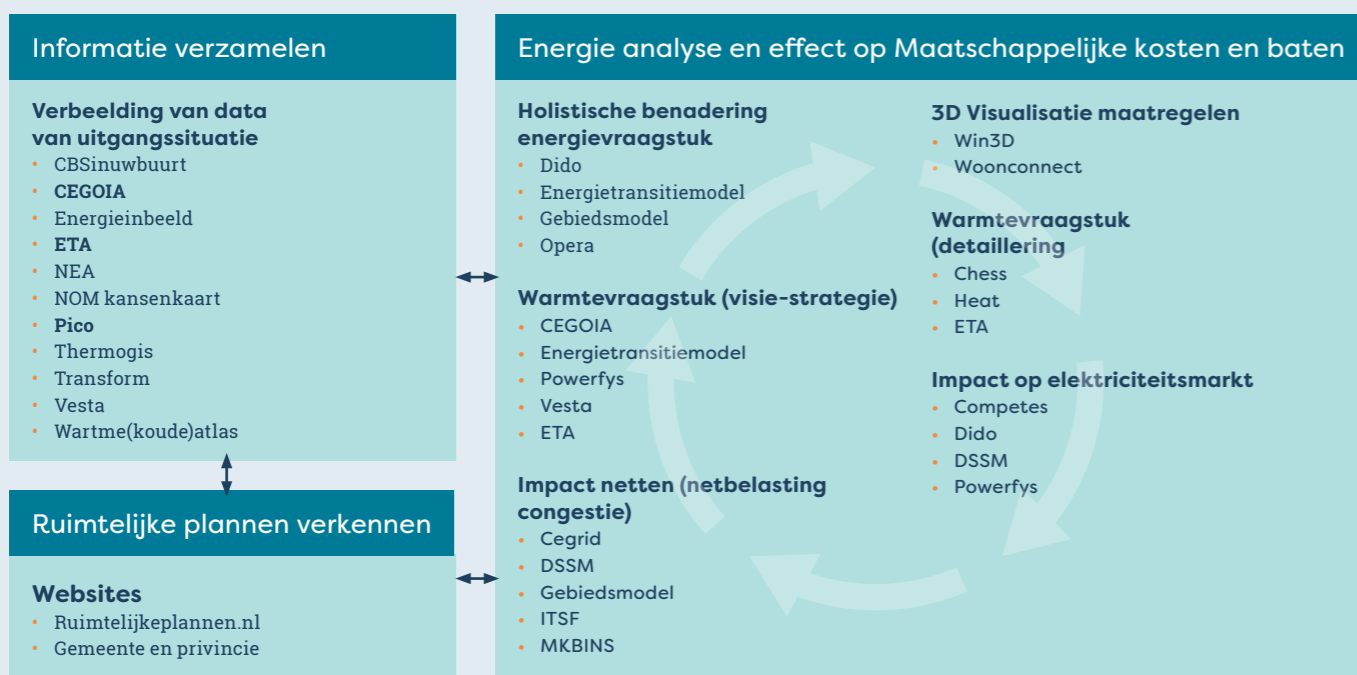 Informatie verzamelen
Verbeelding van data
van uitgangssituatie
• CBSinuwbuurt
• CEGOIA
• Energieinbeeld
• ETA
• NEA
• NOM kansenkaart
• Pico
• Thermogis
• Transform
• Vesta
• Wartme(koude)atlas
Ruimtelijke plannen verkennen
Websites
• Ruimtelijkeplannen.nl
• Gemeente en privincie
Energie analyse en effect op Maatschappelijke kosten en baten
Holistische benadering
energievraagstuk
• Dido
• Energietransitiemodel
• Gebiedsmodel
• Opera
Warmtevraagstuk (visie-strategie)
• CEGOIA
• Energietransitiemodel
• Powerfys
• Vesta
• ETA
Impact netten (netbelasting
congestie)
• Cegrid
• DSSM
• Gebiedsmodel
• ITSF
• MKBINS
3D Visualisatie maatregelen
• Win3D
• Woonconnect
Warmtevraagstuk
(detaillering
• Chess
• Heat
• ETA
Impact op elektriciteitsmarkt
• Competes
• Dido
• DSSM
• Powerfys